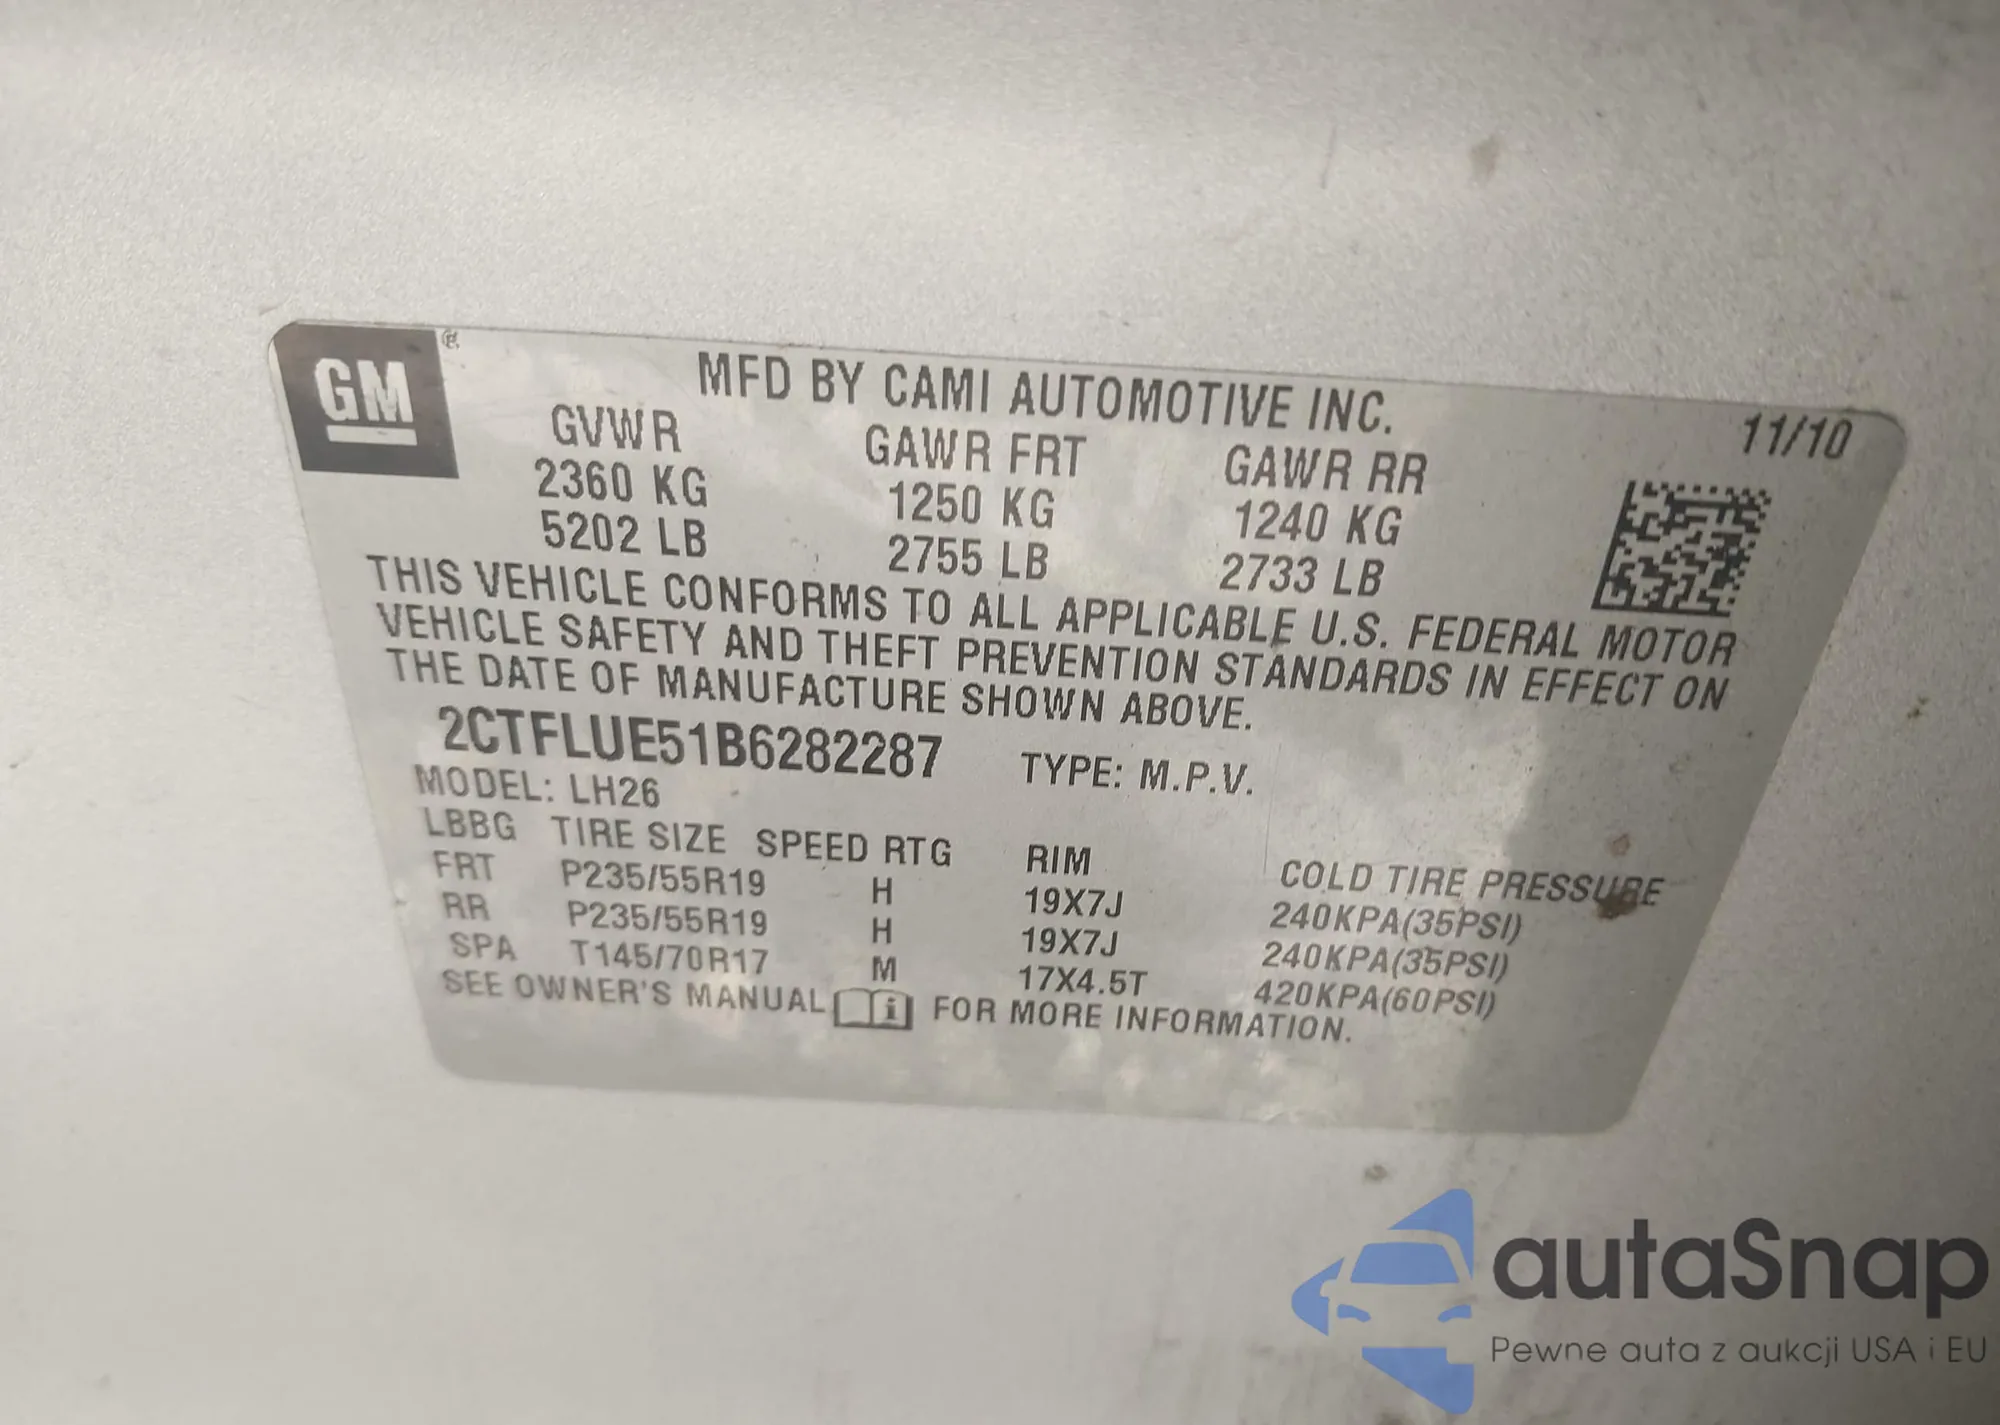 GM
MFD BY CAMI AUTOMOTIVE INC.
11/10
GVWR GAWR FRT GAWR RR
2360 KG 1250 KG 1240 KG
5202 LB 2755 LB 2733 LB
THIS VEHICLE CONFORMS TO ALL APPLICABLE U.S. FEDERAL MOTOR
VEHICLE SAFETY AND THEFT PREVENTION STANDARDS IN EFFECT ON
THE DATE OF MANUFACTURE SHOWN ABOVE.
2CTFLUE51B6282287 TYPE: M.P.V.
MODEL: LH26
LBBG TIRE SIZE SPEED RTG RIM COLD TIRE PRESSURE
FRT P235/55R19 H 19X7J 240KPA(35PSI)
RR P235/55R19 H 19X7J 240KPA(35PSI)
SPA T145/70R17 M 17X4.5T 420KPA(60PSI)
SEE OWNER'S MANUAL i FOR MORE INFORMATION.
autaSnap
Pewne auta z aukcji USA i EU